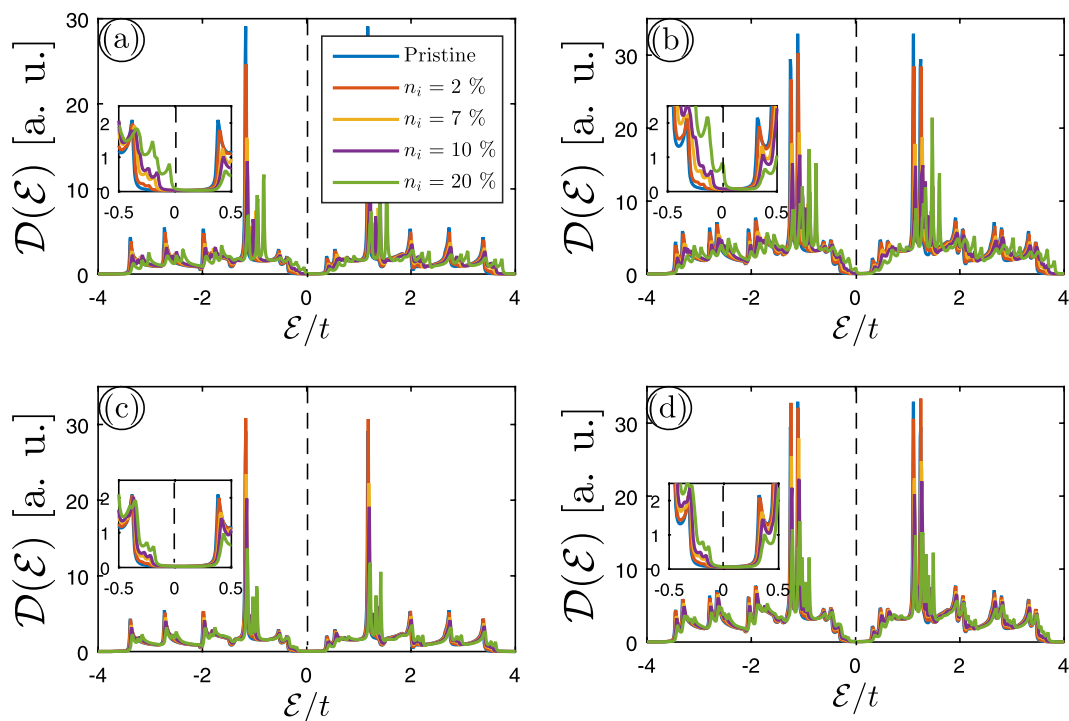 (a)
30
20
10
0
𝒟(ℰ) [a. u.]
-4 -2 0 2 4
ℰ/t
2
1
0
-0.5 0 0.5
Pristine
n_i = 2 %
n_i = 7 %
n_i = 10 %
n_i = 20 %
(b)
30
20
10
0
𝒟(ℰ) [a. u.]
-4 -2 0 2 4
ℰ/t
2
1
0
-0.5 0 0.5
(c)
30
20
10
0
𝒟(ℰ) [a. u.]
-4 -2 0 2 4
ℰ/t
2
1
0
-0.5 0 0.5
(d)
30
20
10
0
𝒟(ℰ) [a. u.]
-4 -2 0 2 4
ℰ/t
2
1
0
-0.5 0 0.5